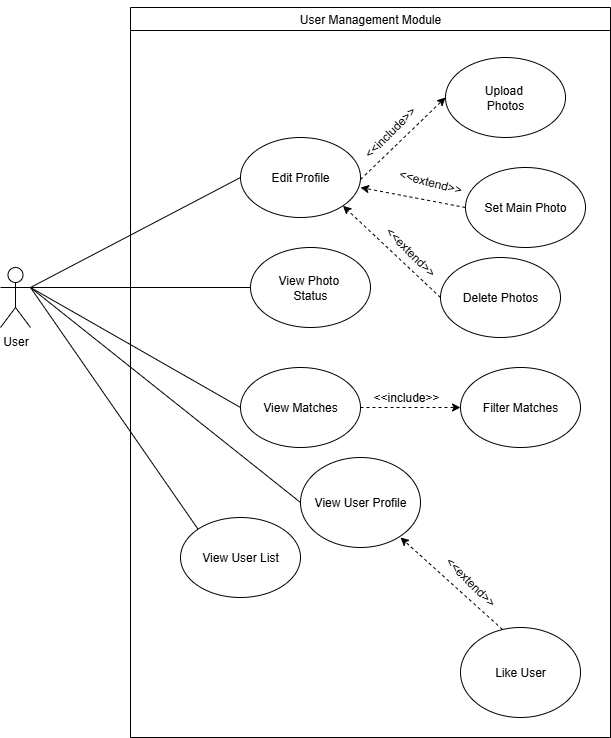 User Management Module
Upload
Photos
<<include>>
Edit Profile
<<extend>>
Set Main Photo
<<extend>>
View Photo
Status
Delete Photos
User
View Matches
<<include>>
Filter Matches
View User Profile
View User List
<<extend>>
Like User